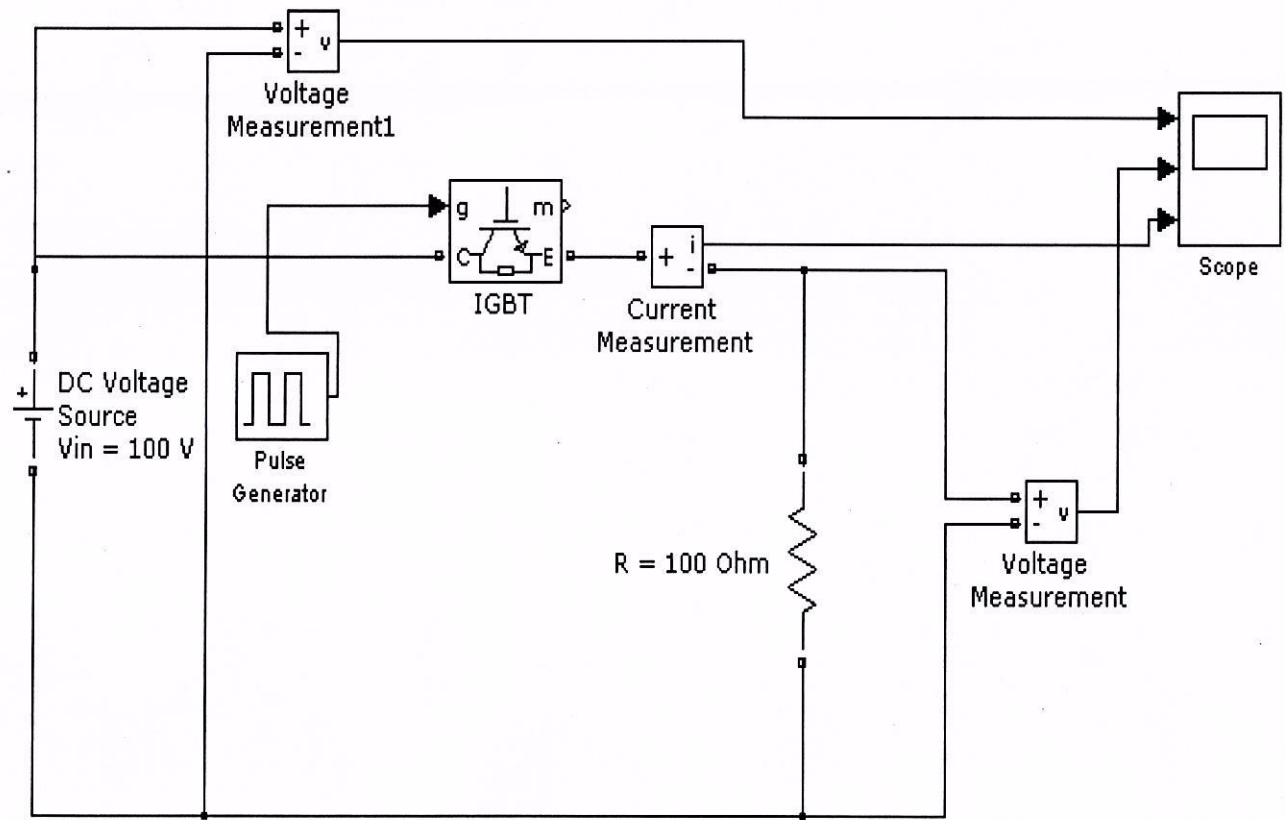 +
-
v
Voltage
Measurement1
g
m
C
E
IGBT
+
i
-
Current
Measurement
Scope
+
DC Voltage
Source
Vin = 100 V
Pulse
Generator
R = 100 Ohm
+
-
v
Voltage
Measurement